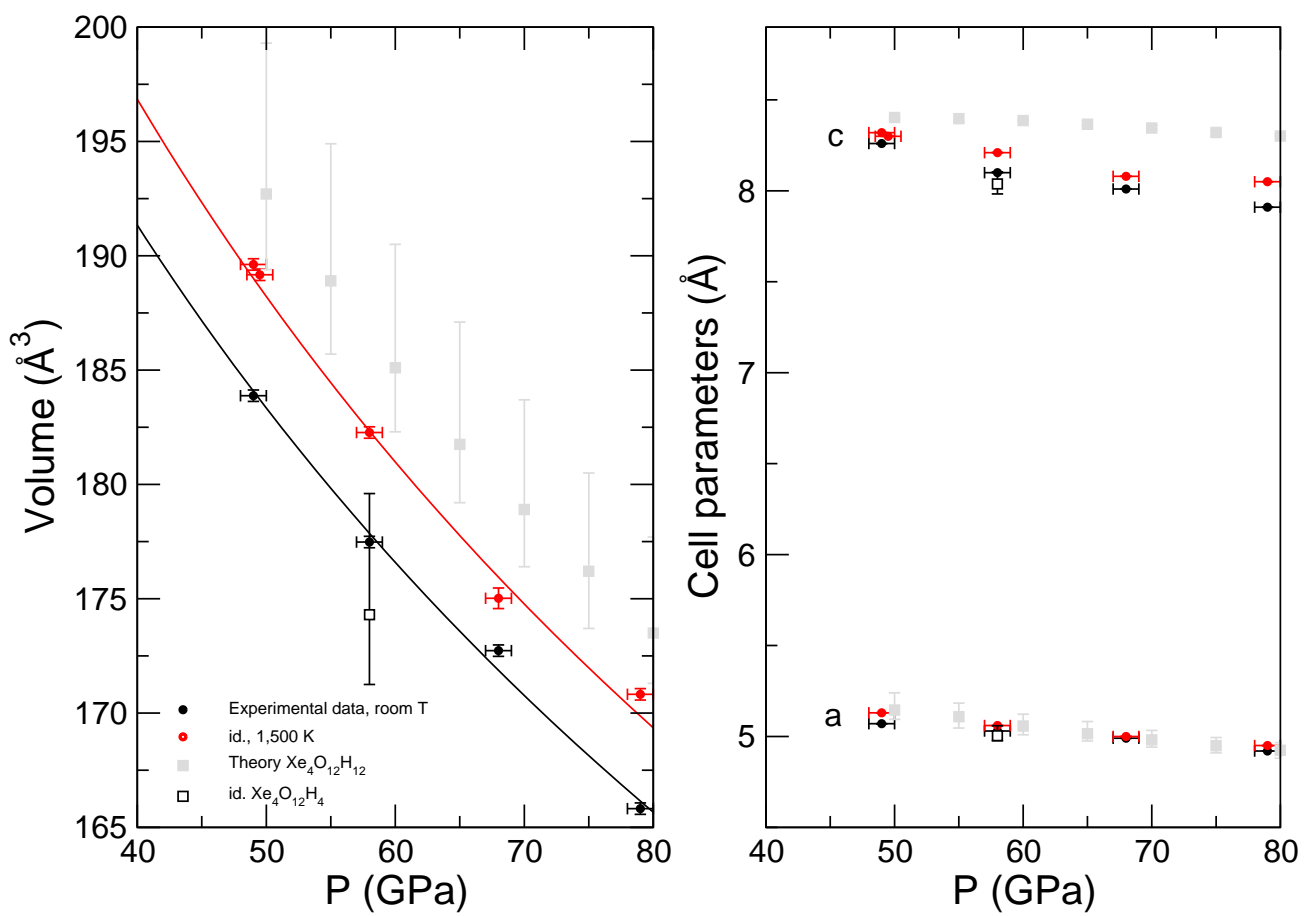 200
195
190
185
180
175
170
165
40
50
60
70
80
Volume (Å³)
P (GPa)
Experimental data, room T
id., 1,500 K
Theory Xe₄O₁₂H₁₂
id. Xe₄O₁₂H₄
8
7
6
5
40
50
60
70
80
Cell parameters (Å)
P (GPa)
c
a